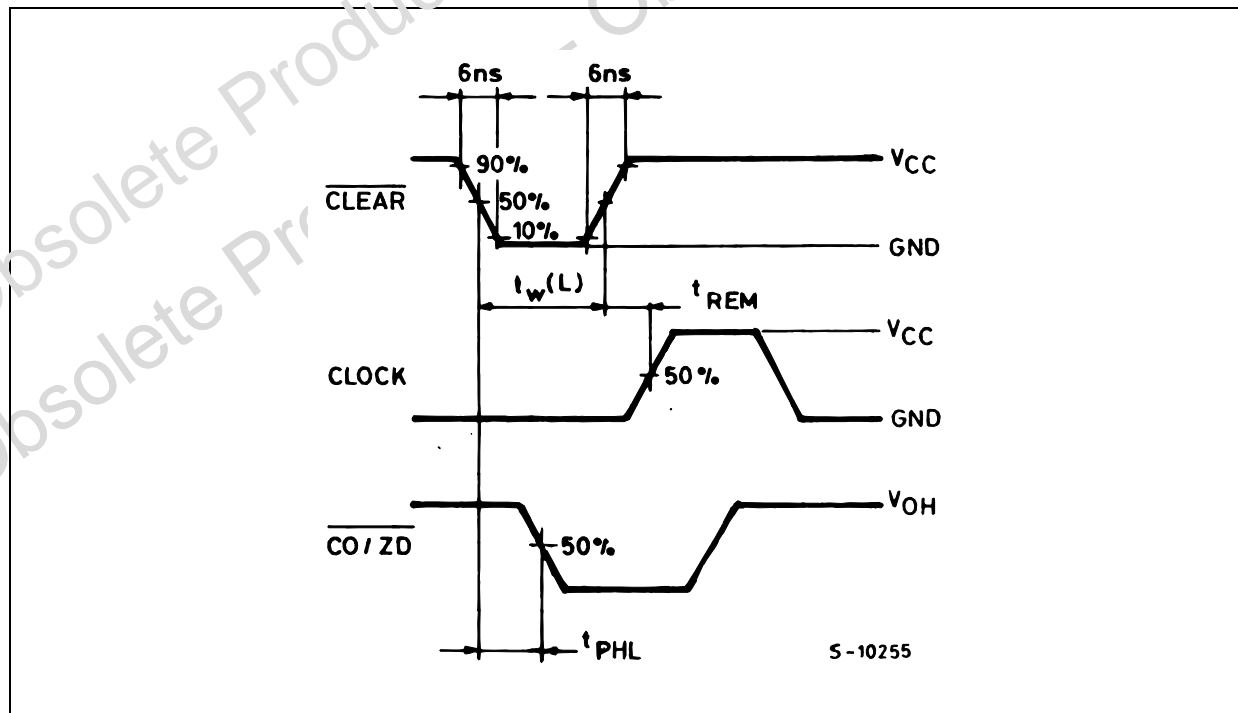 Obsolete Product
Obsolete Pr
6ns 6ns
90%
VCC
CLEAR
50%
10%
GND
tw(L)
tREM
VCC
CLOCK
50%
GND
VOH
CO/ZD
50%
tPHL
S-10255